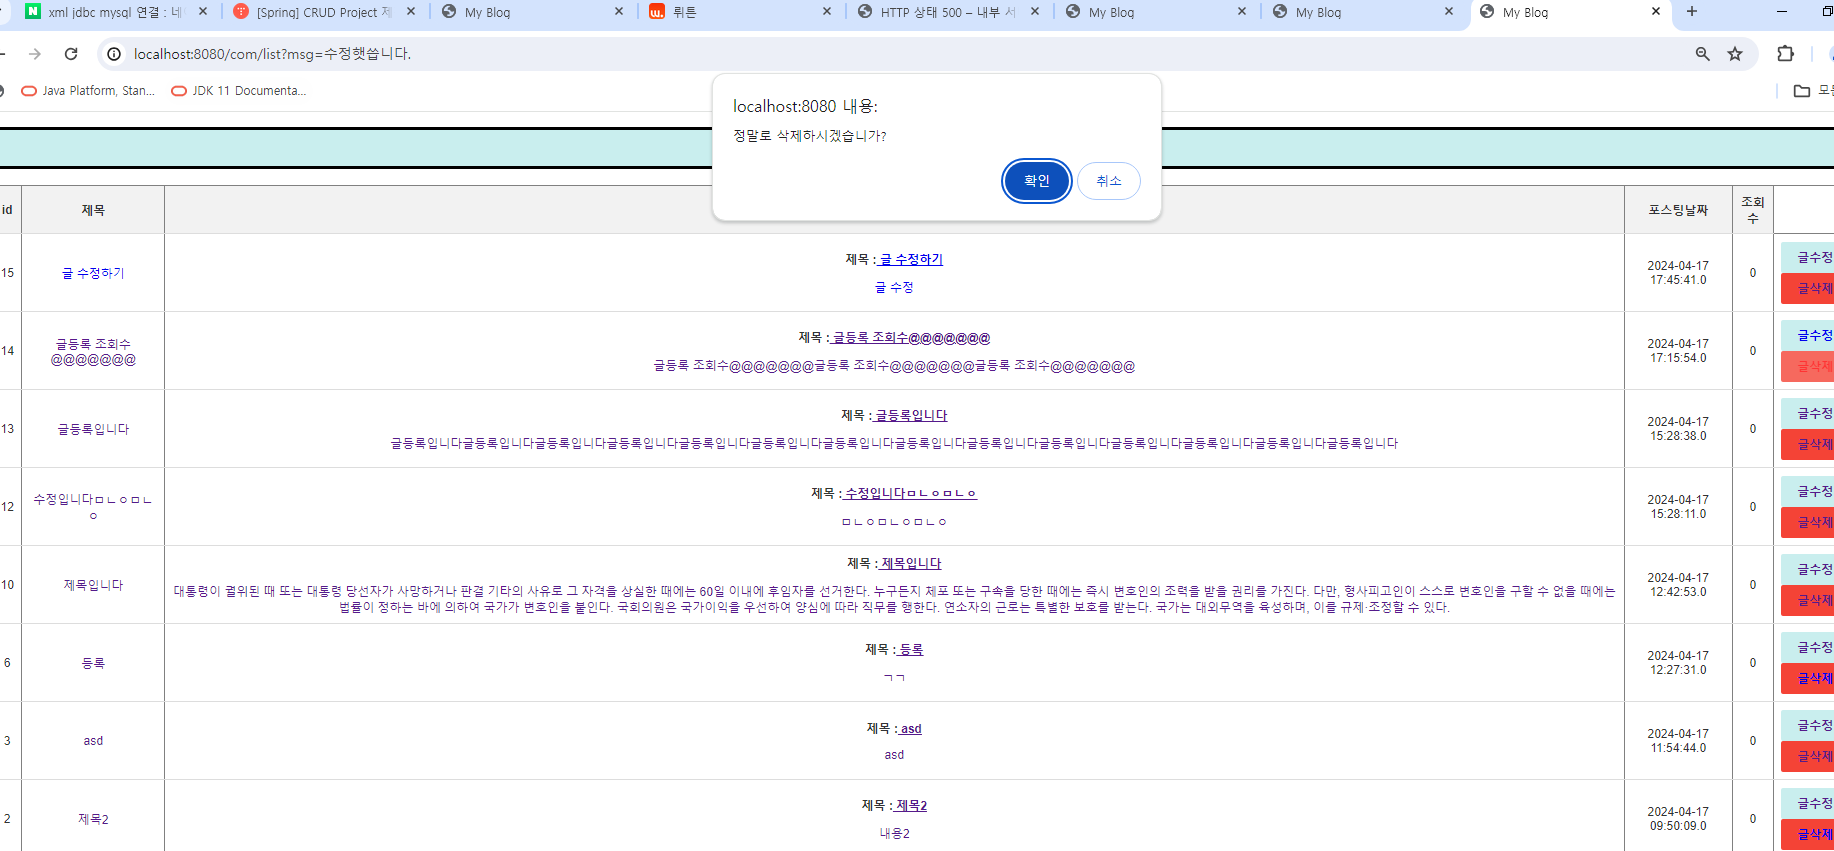 xml jdbc mysql 연결 : 네
[Spring] CRUD Project 제
My Blog
뤼튼
HTTP 상태 500 – 내부 서
My Blog
My Blog
My Blog
localhost:8080/com/list?msg=수정햇씁니다.
Java Platform, Stan...
JDK 11 Documenta...
모든
localhost:8080 내용:
정말로 삭제하시겠습니가?
확인
취소
id
제목
포스팅날짜
조회
수
15
글 수정하기
제목 : 글 수정하기
글 수정
2024-04-17
17:45:41.0
0
글수정
글삭제
14
글등록 조회수
@@@@@@@
제목 : 글등록 조회수@@@@@@@
글등록 조회수@@@@@@@글등록 조회수@@@@@@@글등록 조회수@@@@@@@
2024-04-17
17:15:54.0
0
글수정
글삭제
13
글등록입니다
제목 : 글등록입니다
글등록입니다글등록입니다글등록입니다글등록입니다글등록입니다글등록입니다글등록입니다글등록입니다글등록입니다글등록입니다글등록입니다글등록입니다글등록입니다글등록입니다
2024-04-17
15:28:38.0
0
글수정
글삭제
12
수정입니다ㅁㄴㅇㅁㄴ
ㅇ
제목 : 수정입니다ㅁㄴㅇㅁㄴㅇ
ㅁㄴㅇㅁㄴㅇㅁㄴㅇ
2024-04-17
15:28:11.0
0
글수정
글삭제
10
제목입니다
제목 : 제목입니다
대통령이 궐위된 때 또는 대통령 당선자가 사망하거나 판결 기타의 사유로 그 자격을 상실한 때에는 60일 이내에 후임자를 선거한다. 누구든지 체포 또는 구속을 당한 때에는 즉시 변호인의 조력을 받을 권리를 가진다. 다만, 형사피고인이 스스로 변호인을 구할 수 없을 때에는
법률이 정하는 바에 의하여 국가가 변호인을 붙인다. 국회의원은 국가이익을 우선하여 양심에 따라 직무를 행한다. 연소자의 근로는 특별한 보호를 받는다. 국가는 대외무역을 육성하며, 이를 규제·조정할 수 있다.
2024-04-17
12:42:53.0
0
글수정
글삭제
6
등록
제목 : 등록
ㄱㄱ
2024-04-17
12:27:31.0
0
글수정
글삭제
3
asd
제목 : asd
asd
2024-04-17
11:54:44.0
0
글수정
글삭제
2
제목2
제목 : 제목2
내용2
2024-04-17
09:50:09.0
0
글수정
글삭제